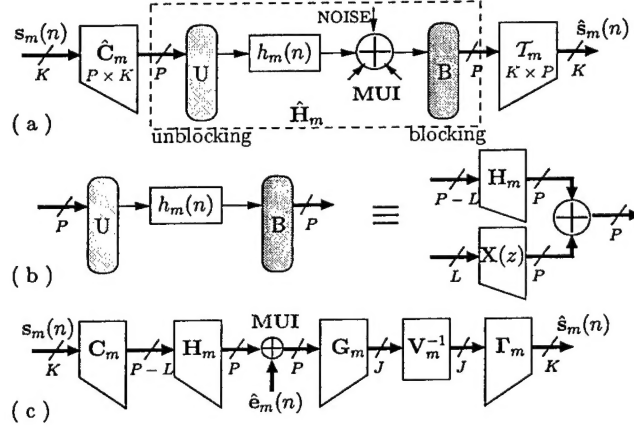 NOISE
s_m(n) Ĉ_m P × K K P U h_m(n) MUI B P 𝒯_m K × P ŝ_m(n) K
( a ) unblocking Ĥ_m blocking
P U h_m(n) B P ≡ P − L H_m P P
( b ) L X(z) P
s_m(n) K C_m P − L H_m P MUI ê_m(n) P G_m J V_m^{-1} J Γ_m K ŝ_m(n)
( c )